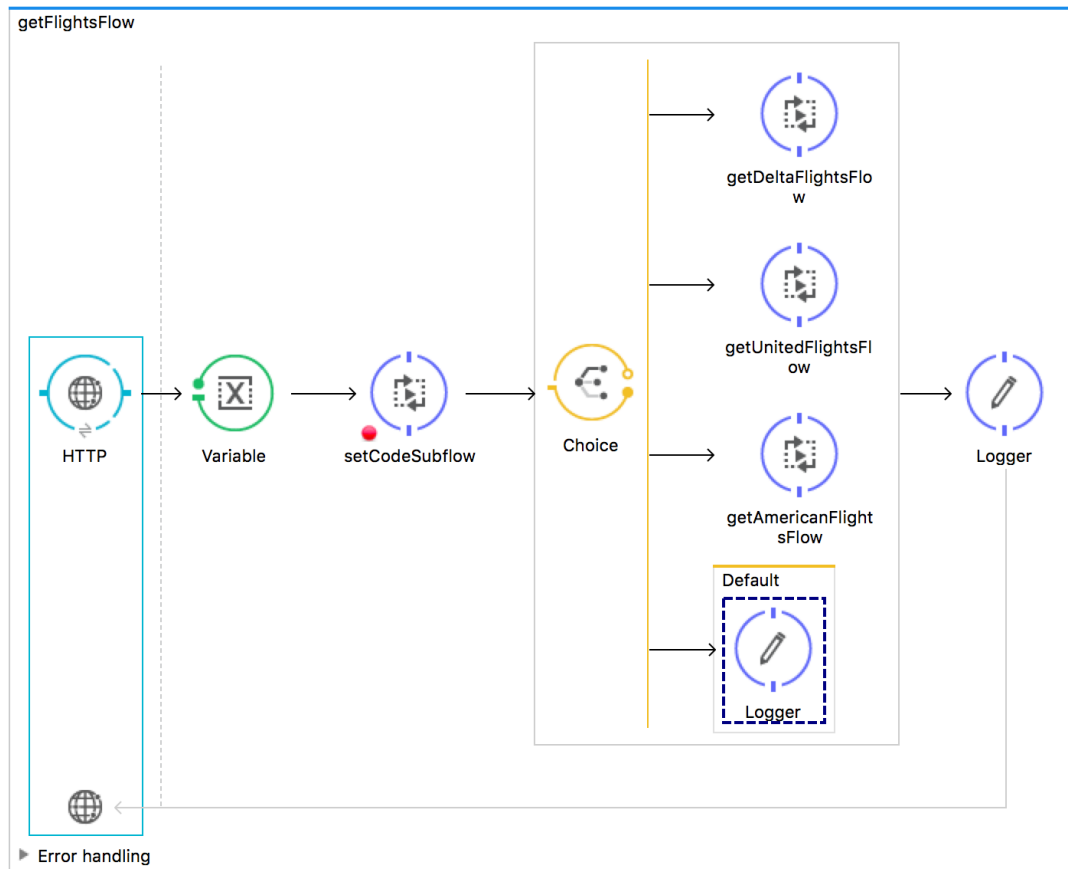 getFlightsFlow
HTTP
Variable
setCodeSubflow
Choice
getDeltaFlightsFlo
w
getUnitedFlightsFl
ow
getAmericanFlight
sFlow
Default
Logger
Logger
Error handling